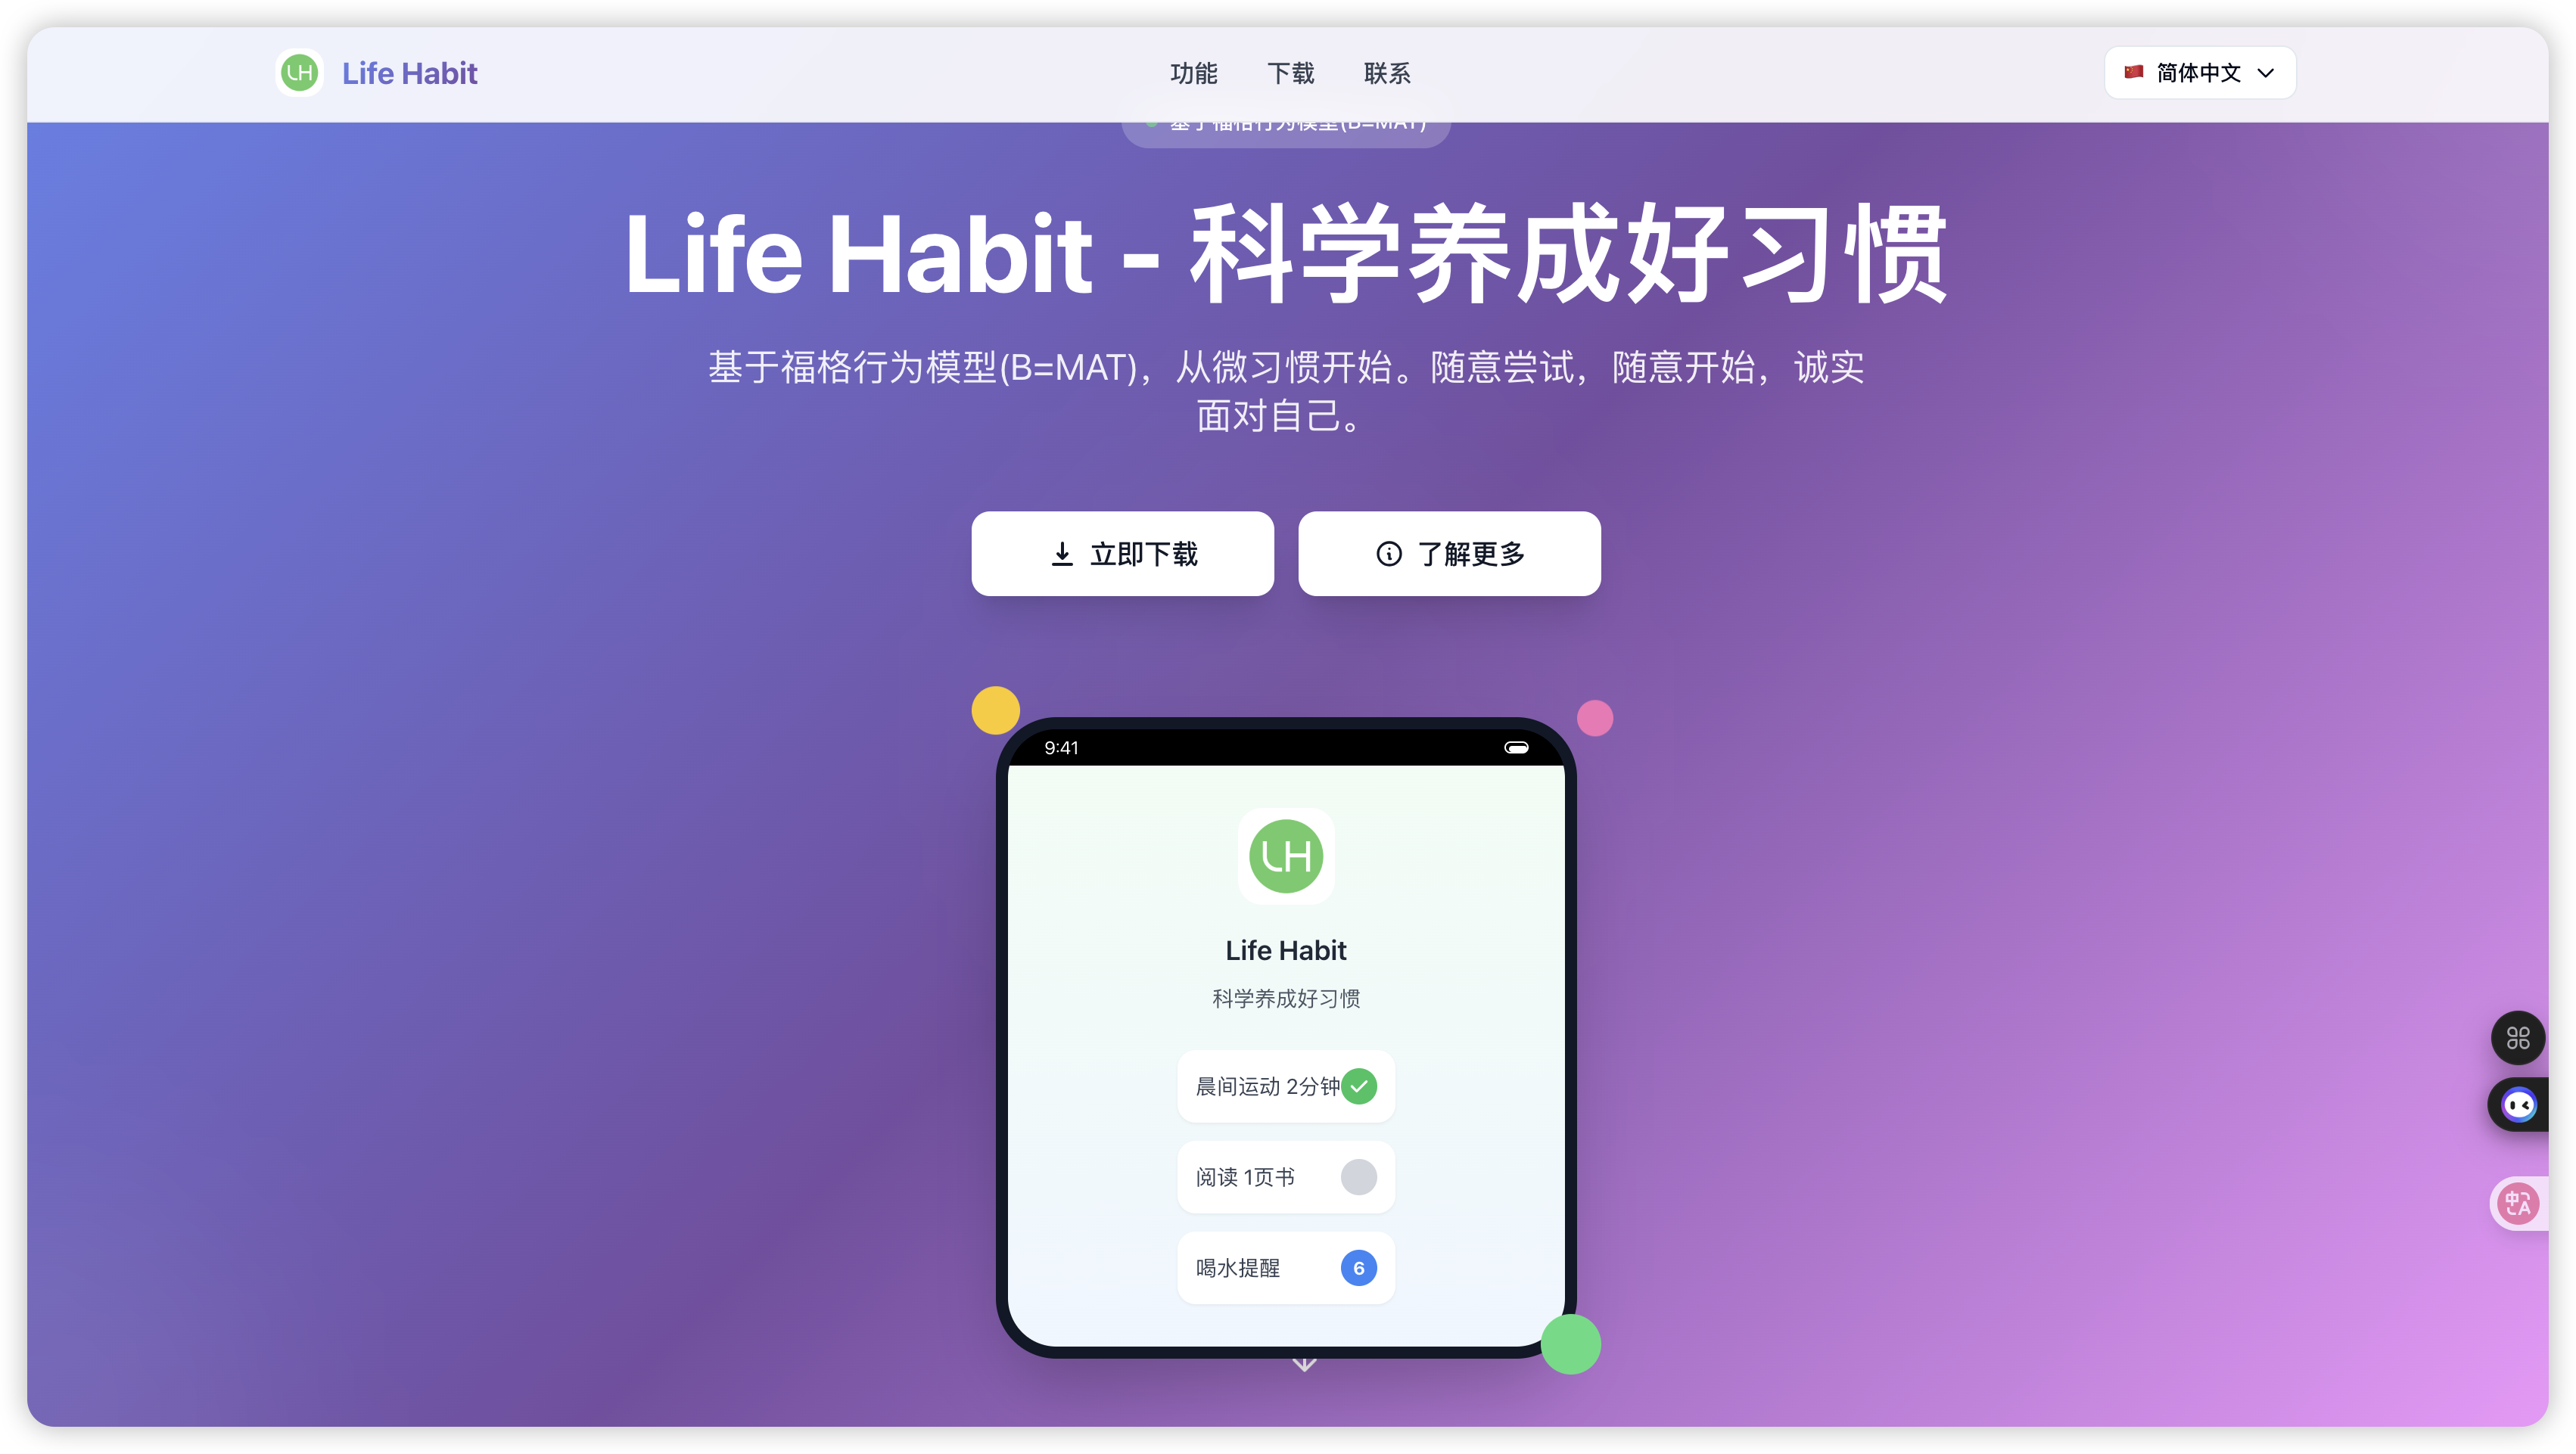 LH Life Habit
功能 下载 联系
简体中文
基于福格行为模型(B=MAT)
Life Habit - 科学养成好习惯
基于福格行为模型(B=MAT)，从微习惯开始。随意尝试，随意开始，诚实
面对自己。
立即下载
了解更多
9:41
LH
Life Habit
科学养成好习惯
晨间运动 2分钟
阅读 1页书
喝水提醒 6
中A